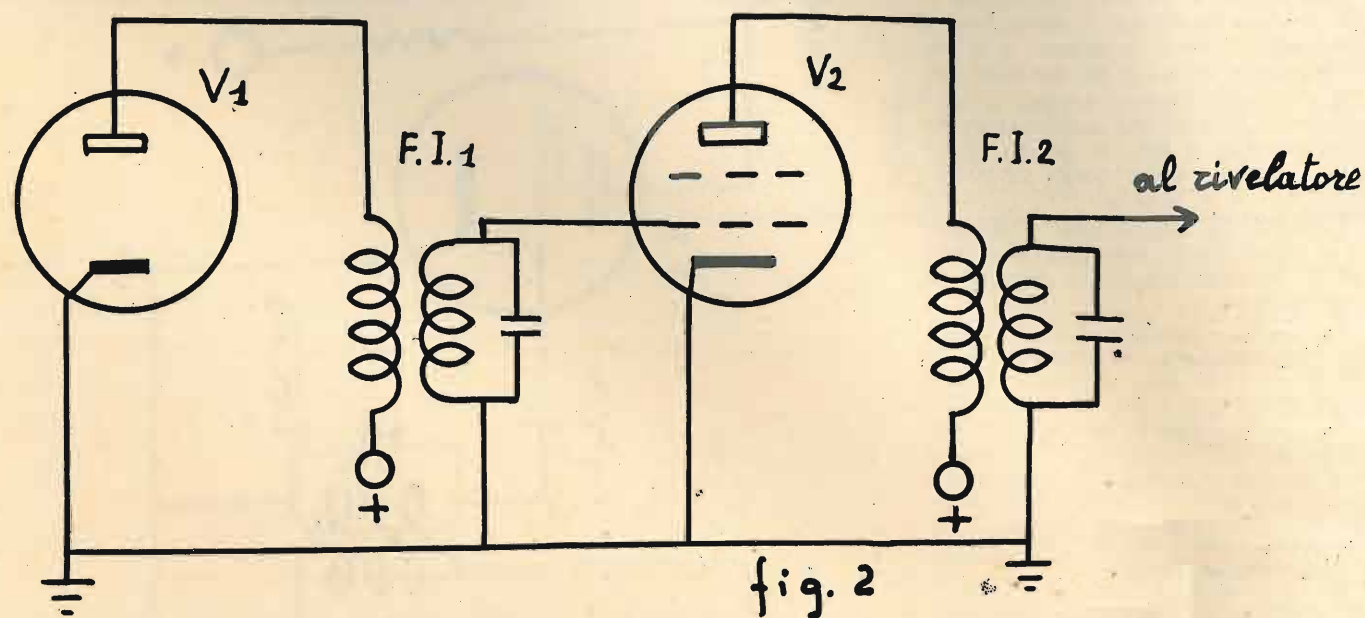 V1
F.I.1
V2
F.I.2
al rivelatore
+
+
fig. 2